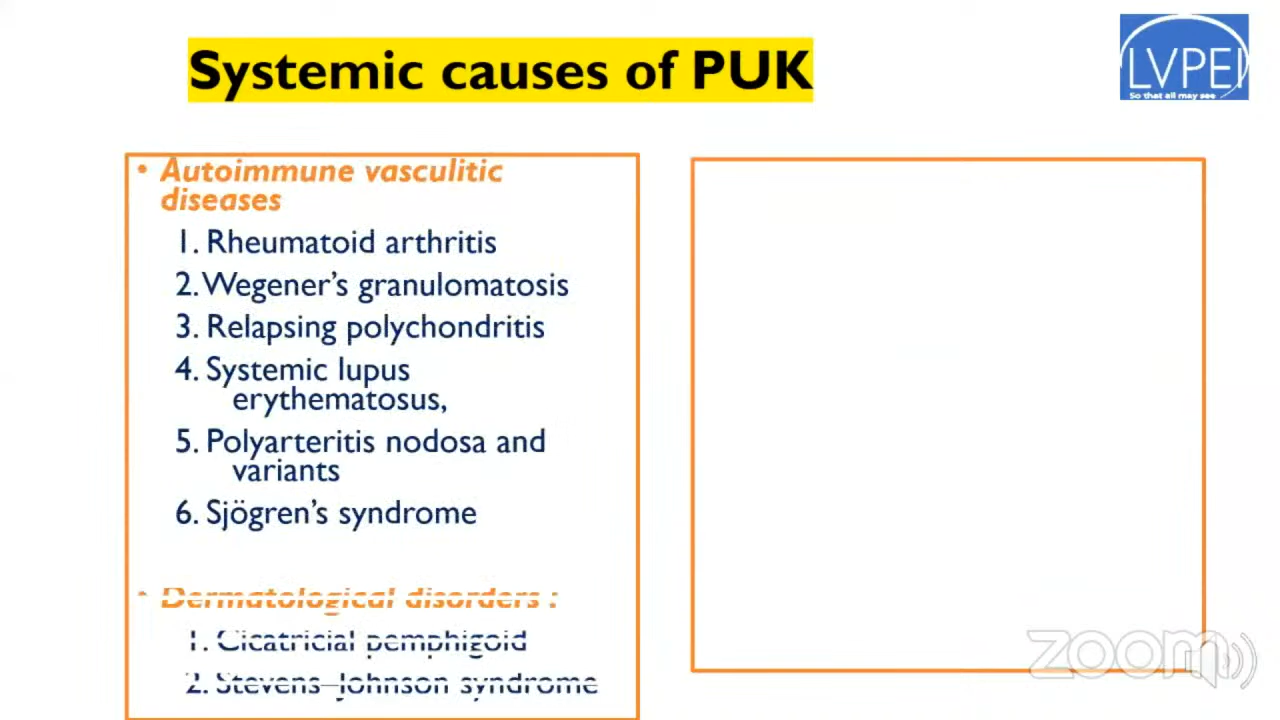 Systemic causes of PUK
LVPEI
So that all may see
• Autoimmune vasculitic
diseases
1. Rheumatoid arthritis
2. Wegener’s granulomatosis
3. Relapsing polychondritis
4. Systemic lupus
erythematosus,
5. Polyarteritis nodosa and
variants
6. Sjögren’s syndrome
• Dermatological disorders :
1. Cicatricial pemphigoid
2. Stevens–Johnson syndrome
zoom